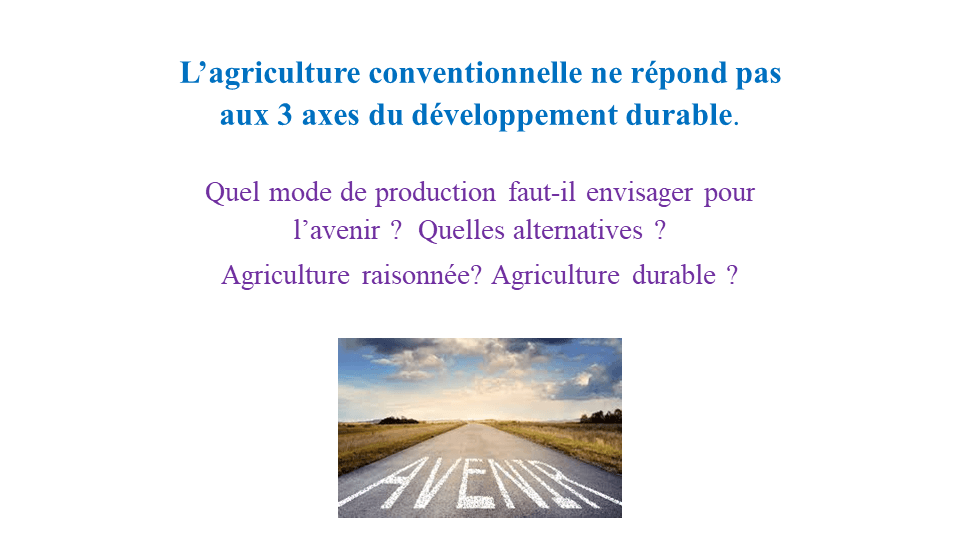 L’agriculture conventionnelle ne répond pas
aux 3 axes du développement durable.
Quel mode de production faut-il envisager pour
l’avenir ? Quelles alternatives ?
Agriculture raisonnée? Agriculture durable ?
AVENIR